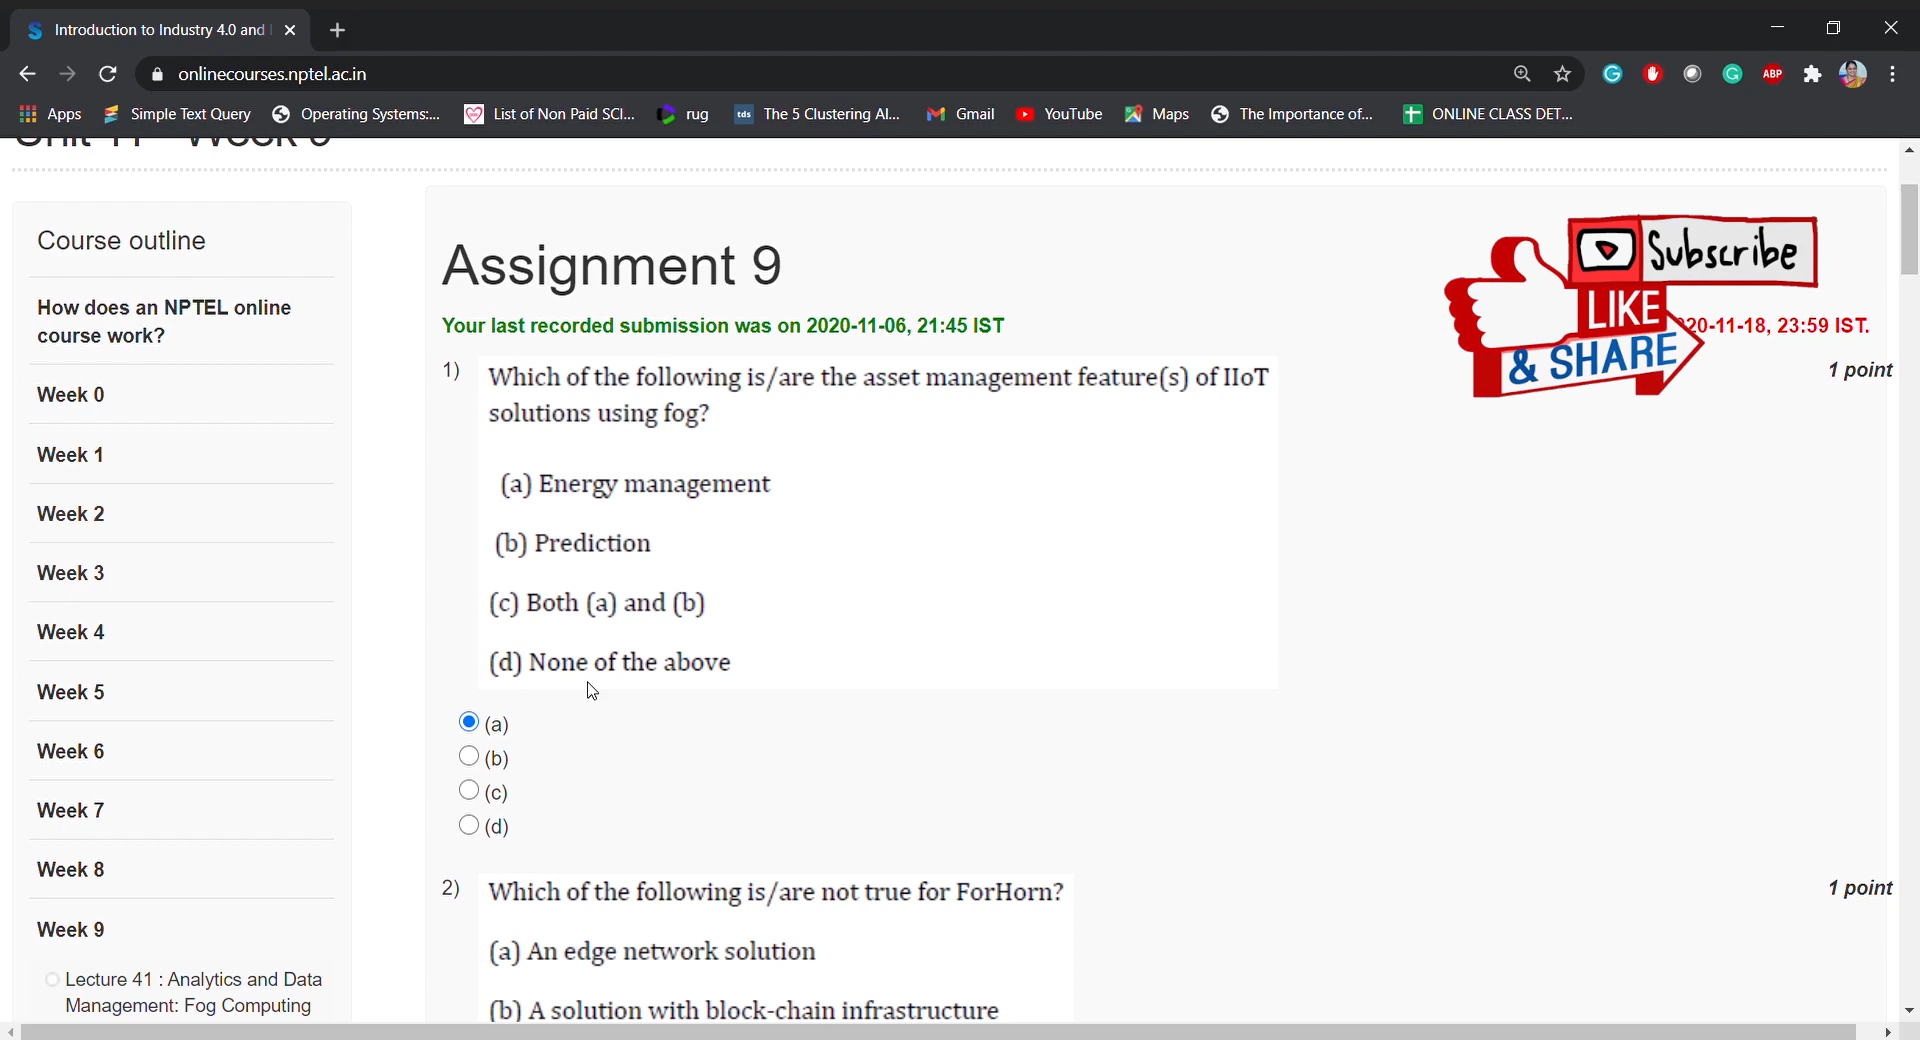 Introduction to Industry 4.0 and
onlinecourses.nptel.ac.in
ABP
Apps
Simple Text Query
Operating Systems:...
List of Non Paid SCI...
rug
tds
The 5 Clustering Al...
Gmail
YouTube
Maps
The Importance of...
ONLINE CLASS DET...
Course outline
How does an NPTEL online
course work?
Week 0
Week 1
Week 2
Week 3
Week 4
Week 5
Week 6
Week 7
Week 8
Week 9
Lecture 41 : Analytics and Data
Management: Fog Computing
Assignment 9
Subscribe
LIKE
& SHARE
Your last recorded submission was on 2020-11-06, 21:45 IST
20-11-18, 23:59 IST.
1) Which of the following is/are the asset management feature(s) of IIoT
1 point
solutions using fog?
(a) Energy management
(b) Prediction
(c) Both (a) and (b)
(d) None of the above
(a)
(b)
(c)
(d)
2) Which of the following is/are not true for ForHorn?
1 point
(a) An edge network solution
(b) A solution with block-chain infrastructure